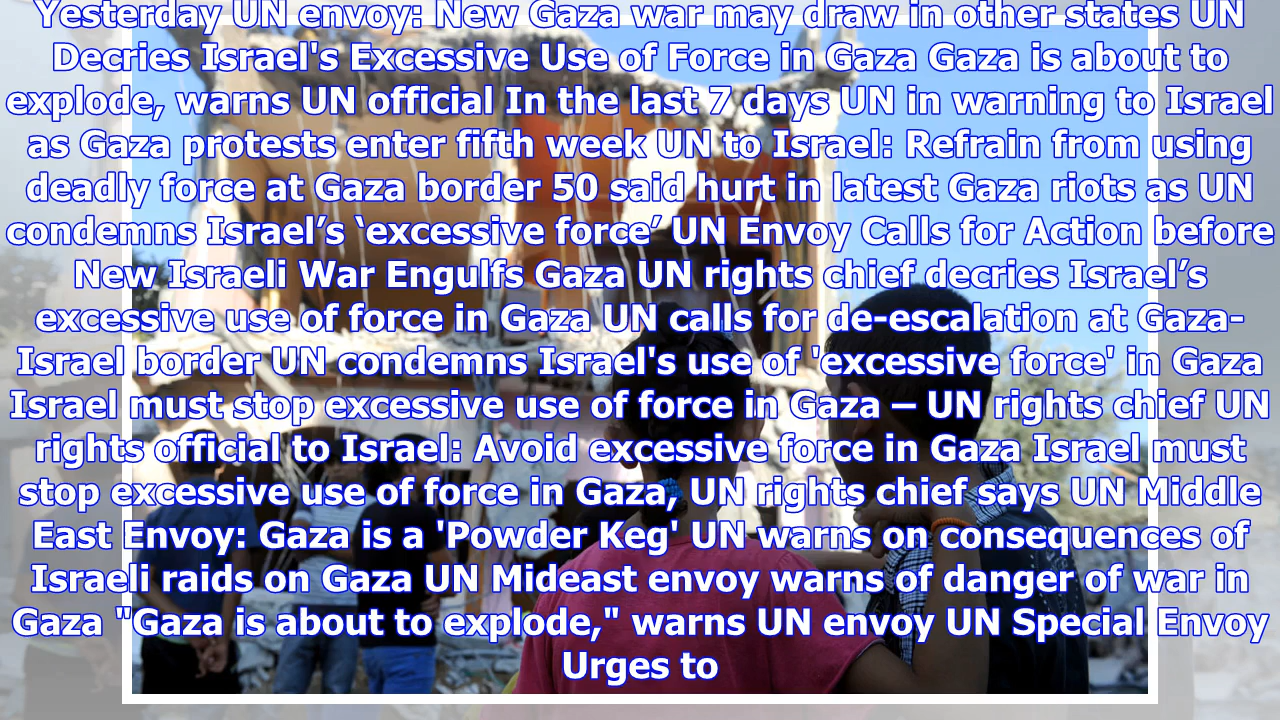 Yesterday UN envoy: New Gaza war may draw in other states UN
Decries Israel's Excessive Use of Force in Gaza Gaza is about to
explode, warns UN official In the last 7 days UN in warning to Israel
as Gaza protests enter fifth week UN to Israel: Refrain from using
deadly force at Gaza border 50 said hurt in latest Gaza riots as UN
condemns Israel’s ‘excessive force’ UN Envoy Calls for Action before
New Israeli War Engulfs Gaza UN rights chief decries Israel’s
excessive use of force in Gaza UN calls for de-escalation at Gaza-
Israel border UN condemns Israel's use of 'excessive force' in Gaza
Israel must stop excessive use of force in Gaza – UN rights chief UN
rights official to Israel: Avoid excessive force in Gaza Israel must
stop excessive use of force in Gaza, UN rights chief says UN Middle
East Envoy: Gaza is a 'Powder Keg' UN warns on consequences of
Israeli raids on Gaza UN Mideast envoy warns of danger of war in
Gaza "Gaza is about to explode," warns UN envoy UN Special Envoy
Urges to